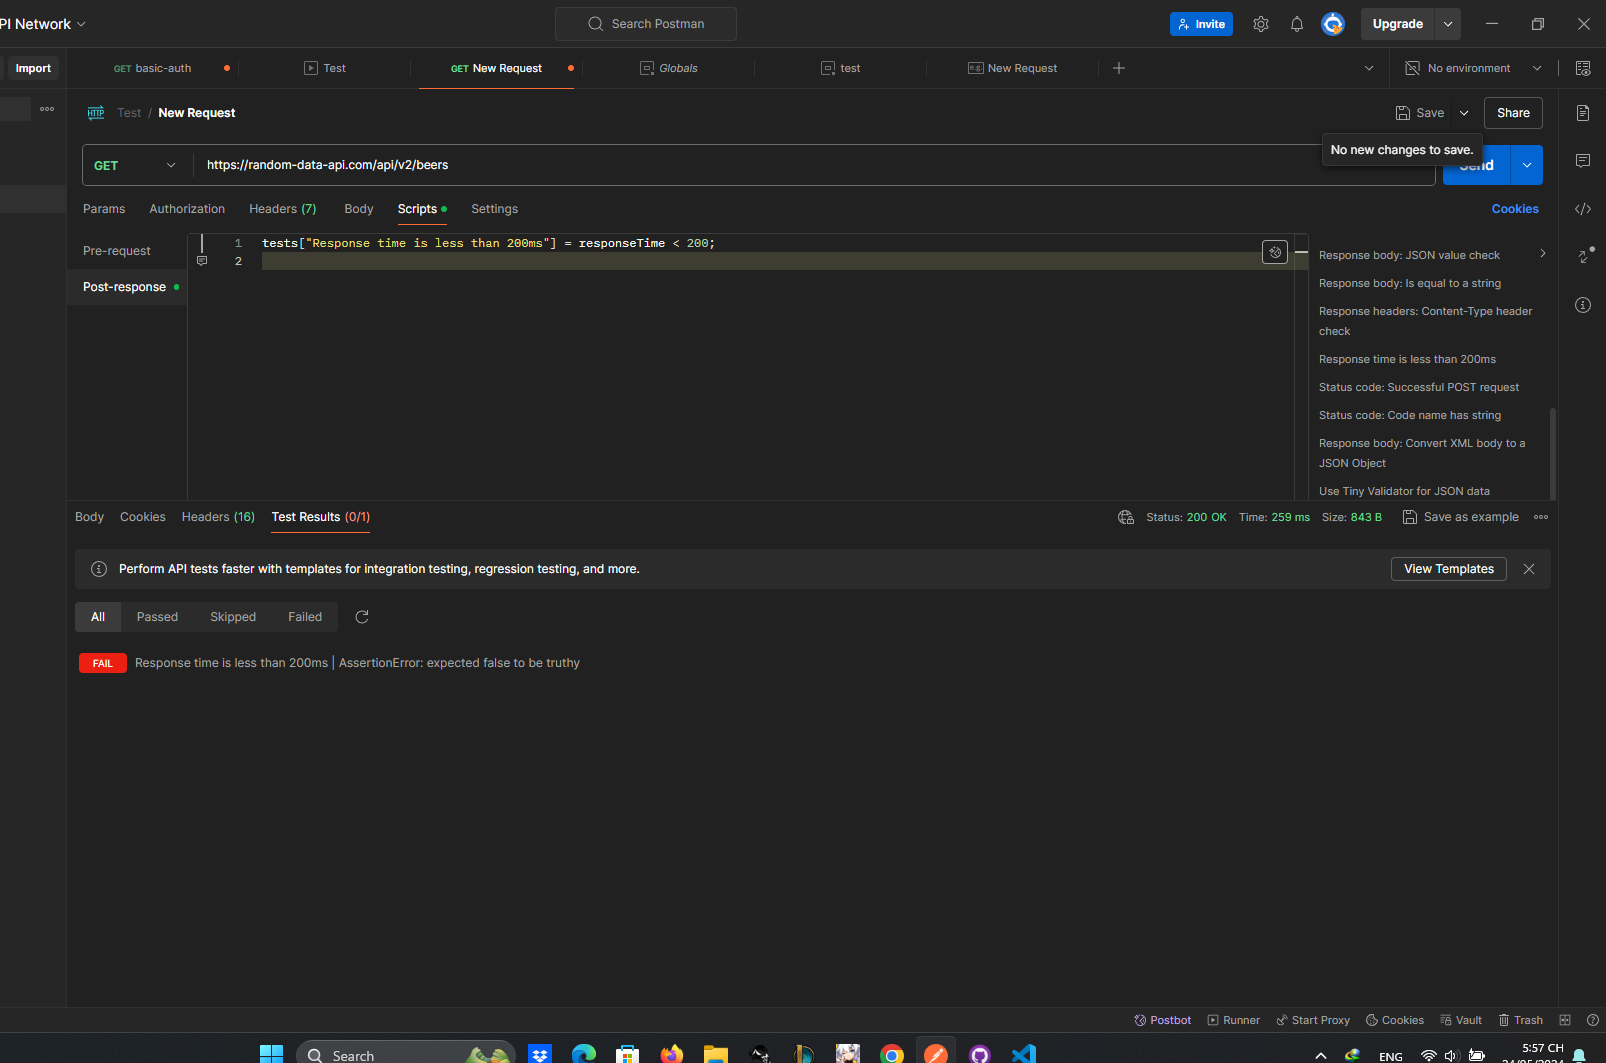 PI Network
Search Postman
Invite
Upgrade
Import
GET basic-auth
Test
GET New Request
Globals
test
New Request
No environment
HTTP Test / New Request
Save
Share
No new changes to save.
GET
https://random-data-api.com/api/v2/beers
Send
Params
Authorization
Headers (7)
Body
Scripts
Settings
Cookies
Pre-request
Post-response
1 tests["Response time is less than 200ms"] = responseTime < 200;
2
Response body: JSON value check
Response body: Is equal to a string
Response headers: Content-Type header
check
Response time is less than 200ms
Status code: Successful POST request
Status code: Code name has string
Response body: Convert XML body to a
JSON Object
Use Tiny Validator for JSON data
Body
Cookies
Headers (16)
Test Results (0/1)
Status: 200 OK
Time: 259 ms
Size: 843 B
Save as example
Perform API tests faster with templates for integration testing, regression testing, and more.
View Templates
All
Passed
Skipped
Failed
FAIL
Response time is less than 200ms | AssertionError: expected false to be truthy
Postbot
Runner
Start Proxy
Cookies
Vault
Trash
Search
ENG
5:57 CH